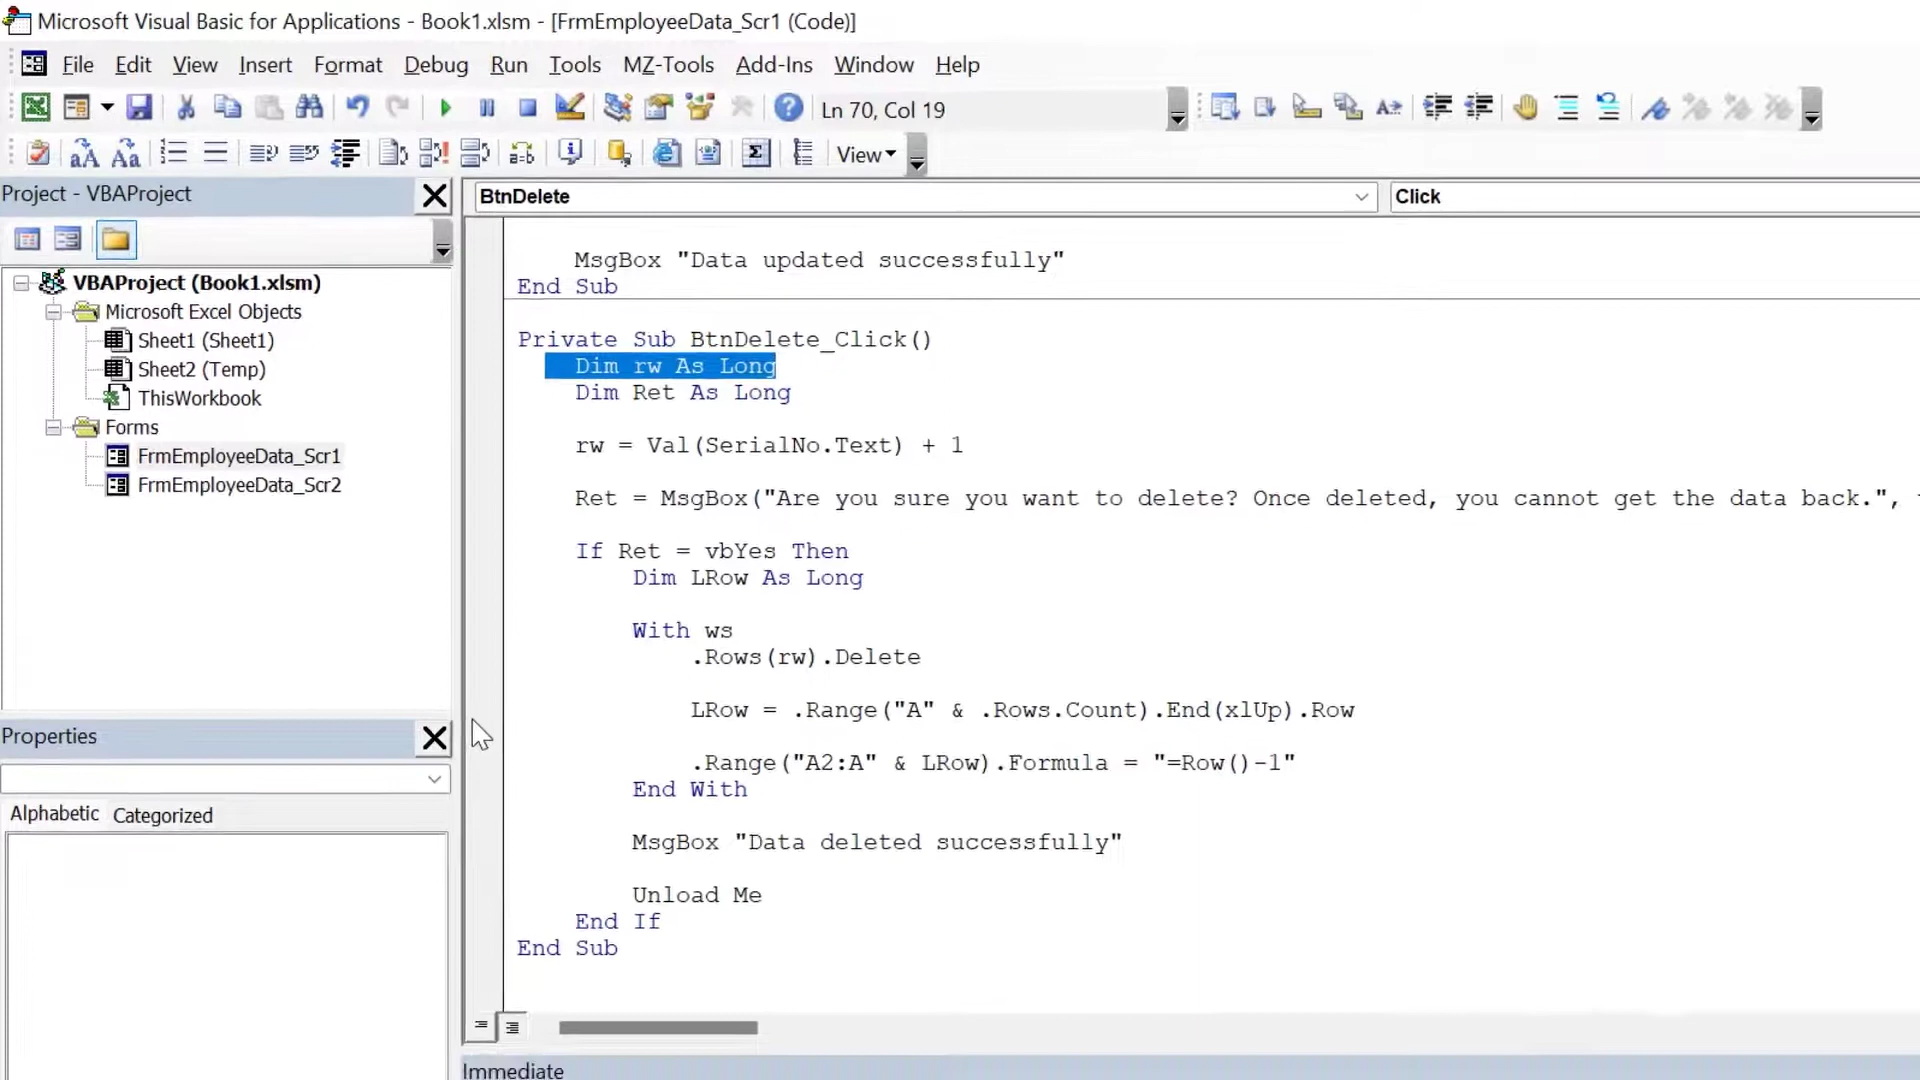 Microsoft Visual Basic for Applications - Book1.xlsm - [FrmEmployeeData_Scr1 (Code)]
File Edit View Insert Format Debug Run Tools MZ-Tools Add-Ins Window Help
Ln 70, Col 19
View
Project - VBAProject
BtnDelete
Click
VBAProject (Book1.xlsm)
Microsoft Excel Objects
Sheet1 (Sheet1)
Sheet2 (Temp)
ThisWorkbook
Forms
FrmEmployeeData_Scr1
FrmEmployeeData_Scr2
Properties
Alphabetic Categorized
MsgBox "Data updated successfully"
End Sub
Private Sub BtnDelete_Click()
Dim rw As Long
Dim Ret As Long
rw = Val(SerialNo.Text) + 1
Ret = MsgBox("Are you sure you want to delete? Once deleted, you cannot get the data back.",
If Ret = vbYes Then
Dim LRow As Long
With ws
.Rows(rw).Delete
LRow = .Range("A" & .Rows.Count).End(xlUp).Row
.Range("A2:A" & LRow).Formula = "=Row()-1"
End With
MsgBox "Data deleted successfully"
Unload Me
End If
End Sub
Immediate